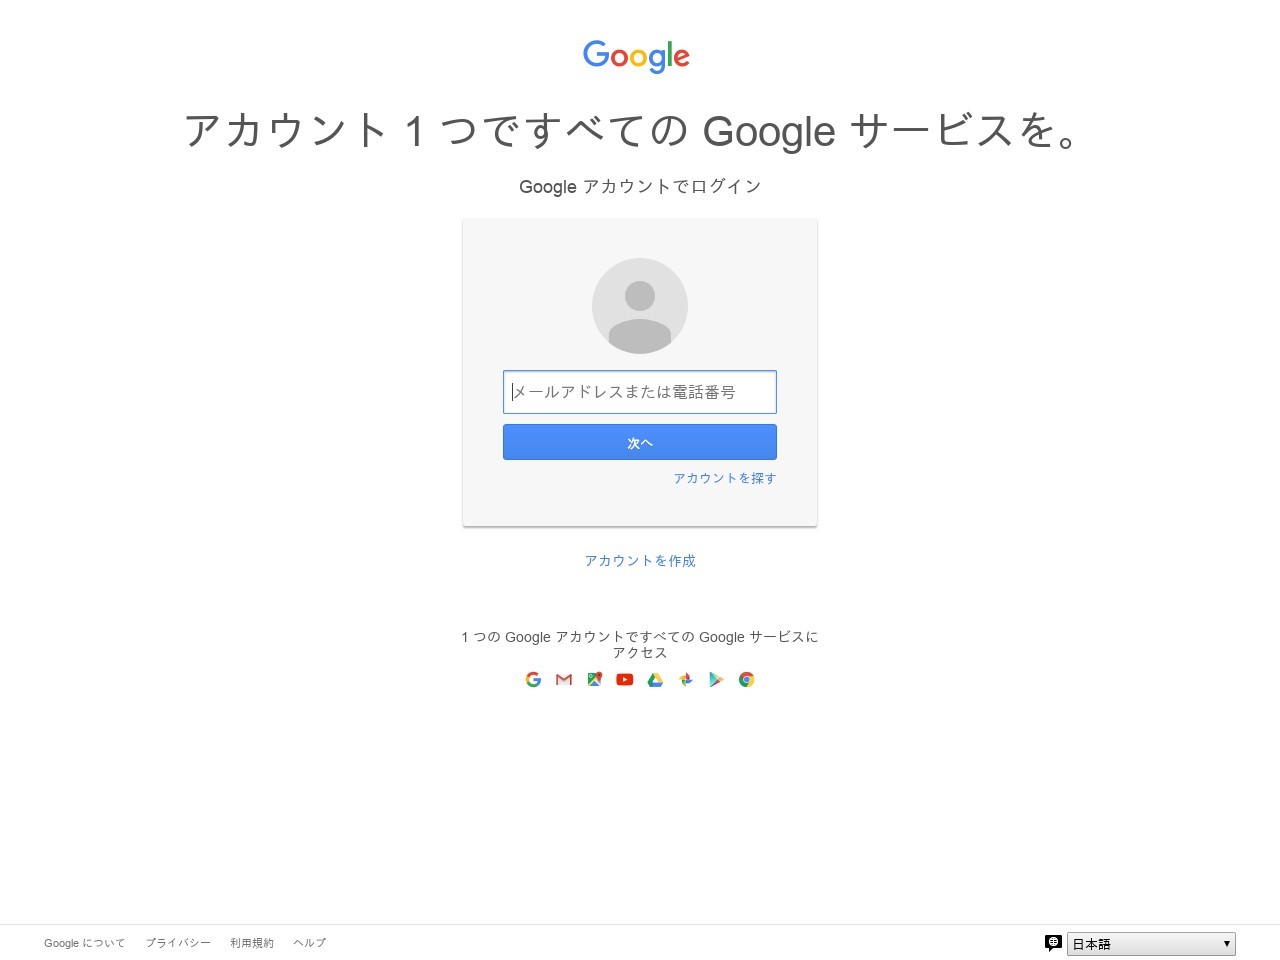 Google
アカウント 1 つですべての Google サービスを。
Google アカウントでログイン
メールアドレスまたは電話番号
次へ
アカウントを探す
アカウントを作成
1 つの Google アカウントですべての Google サービスに
アクセス
Google について プライバシー 利用規約 ヘルプ 日本語